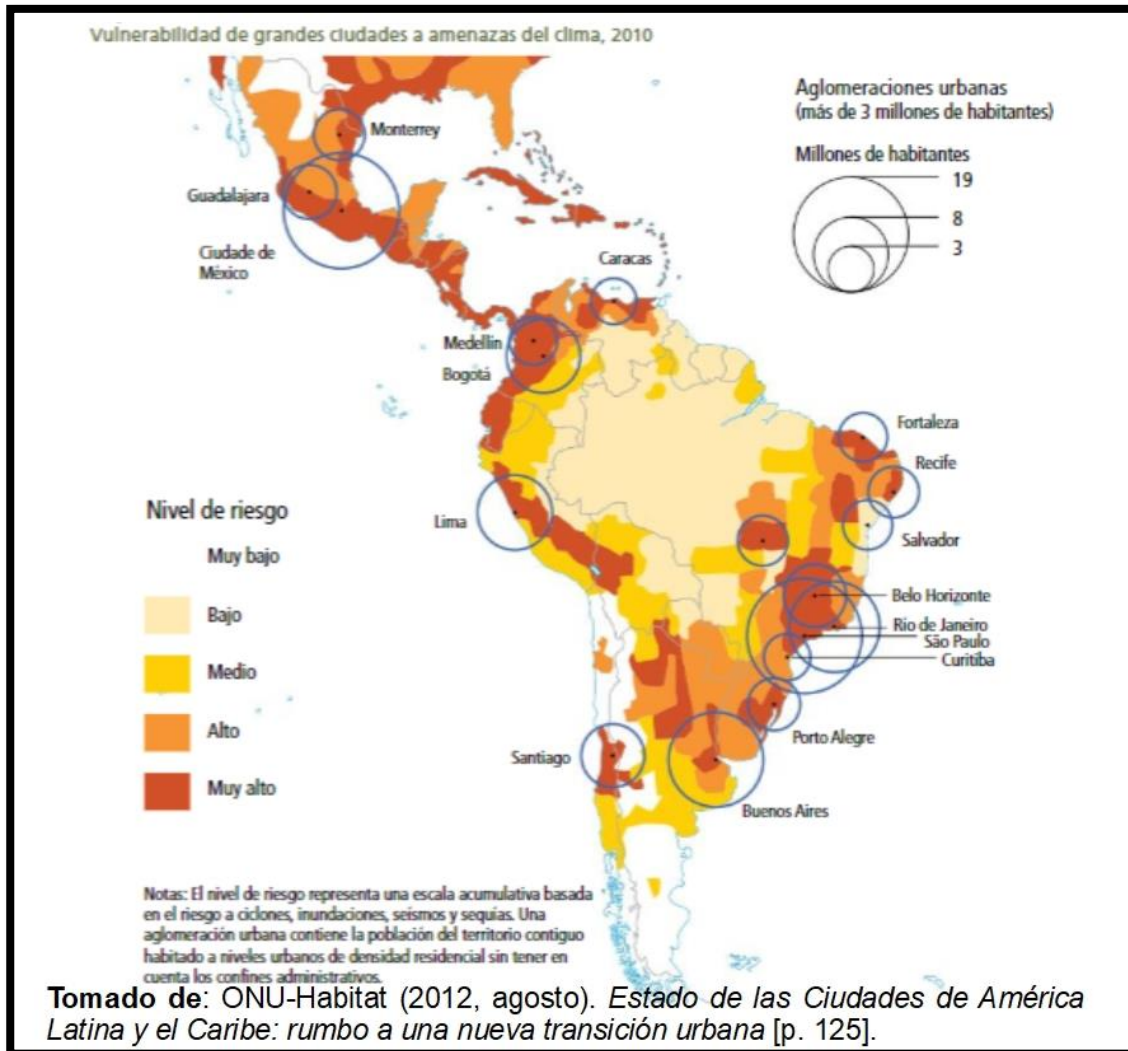 Vulnerabilidad de grandes ciudades a amenazas del clima, 2010
Aglomeraciones urbanas
(más de 3 millones de habitantes)
Millones de habitantes
19
8
3
Monterrey
Guadalajara
Ciudade de
México
Caracas
Medellín
Bogotá
Fortaleza
Recife
Lima
Salvador
Belo Horizonte
Río de Janeiro
São Paulo
Curitiba
Porto Alegre
Santiago
Buenos Aires
Nivel de riesgo
Muy bajo
Bajo
Medio
Alto
Muy alto
Notas: El nivel de riesgo representa una escala acumulativa basada
en el riesgo a ciclones, inundaciones, seismos y sequías. Una
aglomeración urbana contiene la población del territorio contiguo
habitado a niveles urbanos de densidad residencial sin tener en
cuenta los confines administrativos.
Tomado de: ONU-Habitat (2012, agosto). Estado de las Ciudades de América
Latina y el Caribe: rumbo a una nueva transición urbana [p. 125].